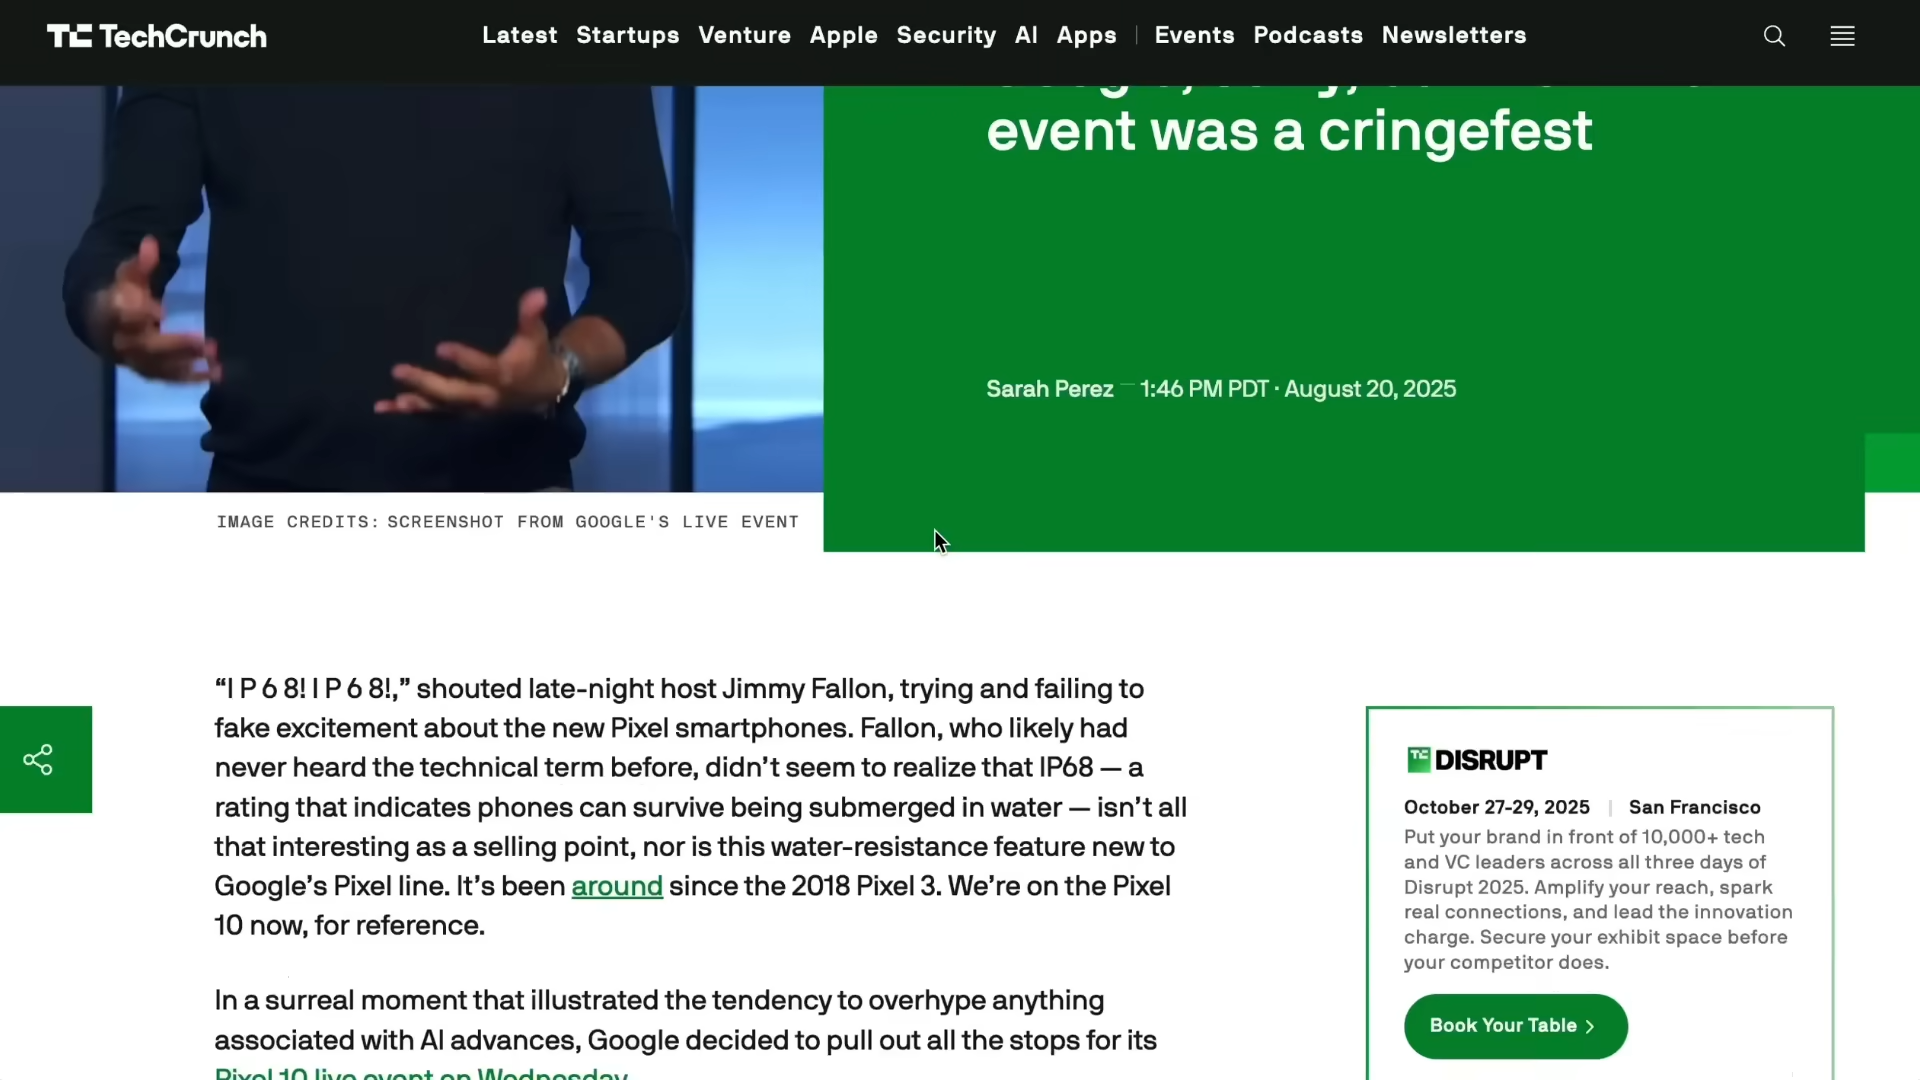 TechCrunch
Latest Startups Venture Apple Security AI Apps | Events Podcasts Newsletters
event was a cringefest
Sarah Perez — 1:46 PM PDT · August 20, 2025
IMAGE CREDITS: SCREENSHOT FROM GOOGLE'S LIVE EVENT
“I P 6 8! I P 6 8!,” shouted late-night host Jimmy Fallon, trying and failing to
fake excitement about the new Pixel smartphones. Fallon, who likely had
never heard the technical term before, didn’t seem to realize that IP68 — a
rating that indicates phones can survive being submerged in water — isn’t all
that interesting as a selling point, nor is this water-resistance feature new to
Google’s Pixel line. It’s been around since the 2018 Pixel 3. We’re on the Pixel
10 now, for reference.
In a surreal moment that illustrated the tendency to overhype anything
associated with AI advances, Google decided to pull out all the stops for its
Pixel 10 live event on Wednesday
TC DISRUPT
October 27-29, 2025 | San Francisco
Put your brand in front of 10,000+ tech
and VC leaders across all three days of
Disrupt 2025. Amplify your reach, spark
real connections, and lead the innovation
charge. Secure your exhibit space before
your competitor does.
Book Your Table >